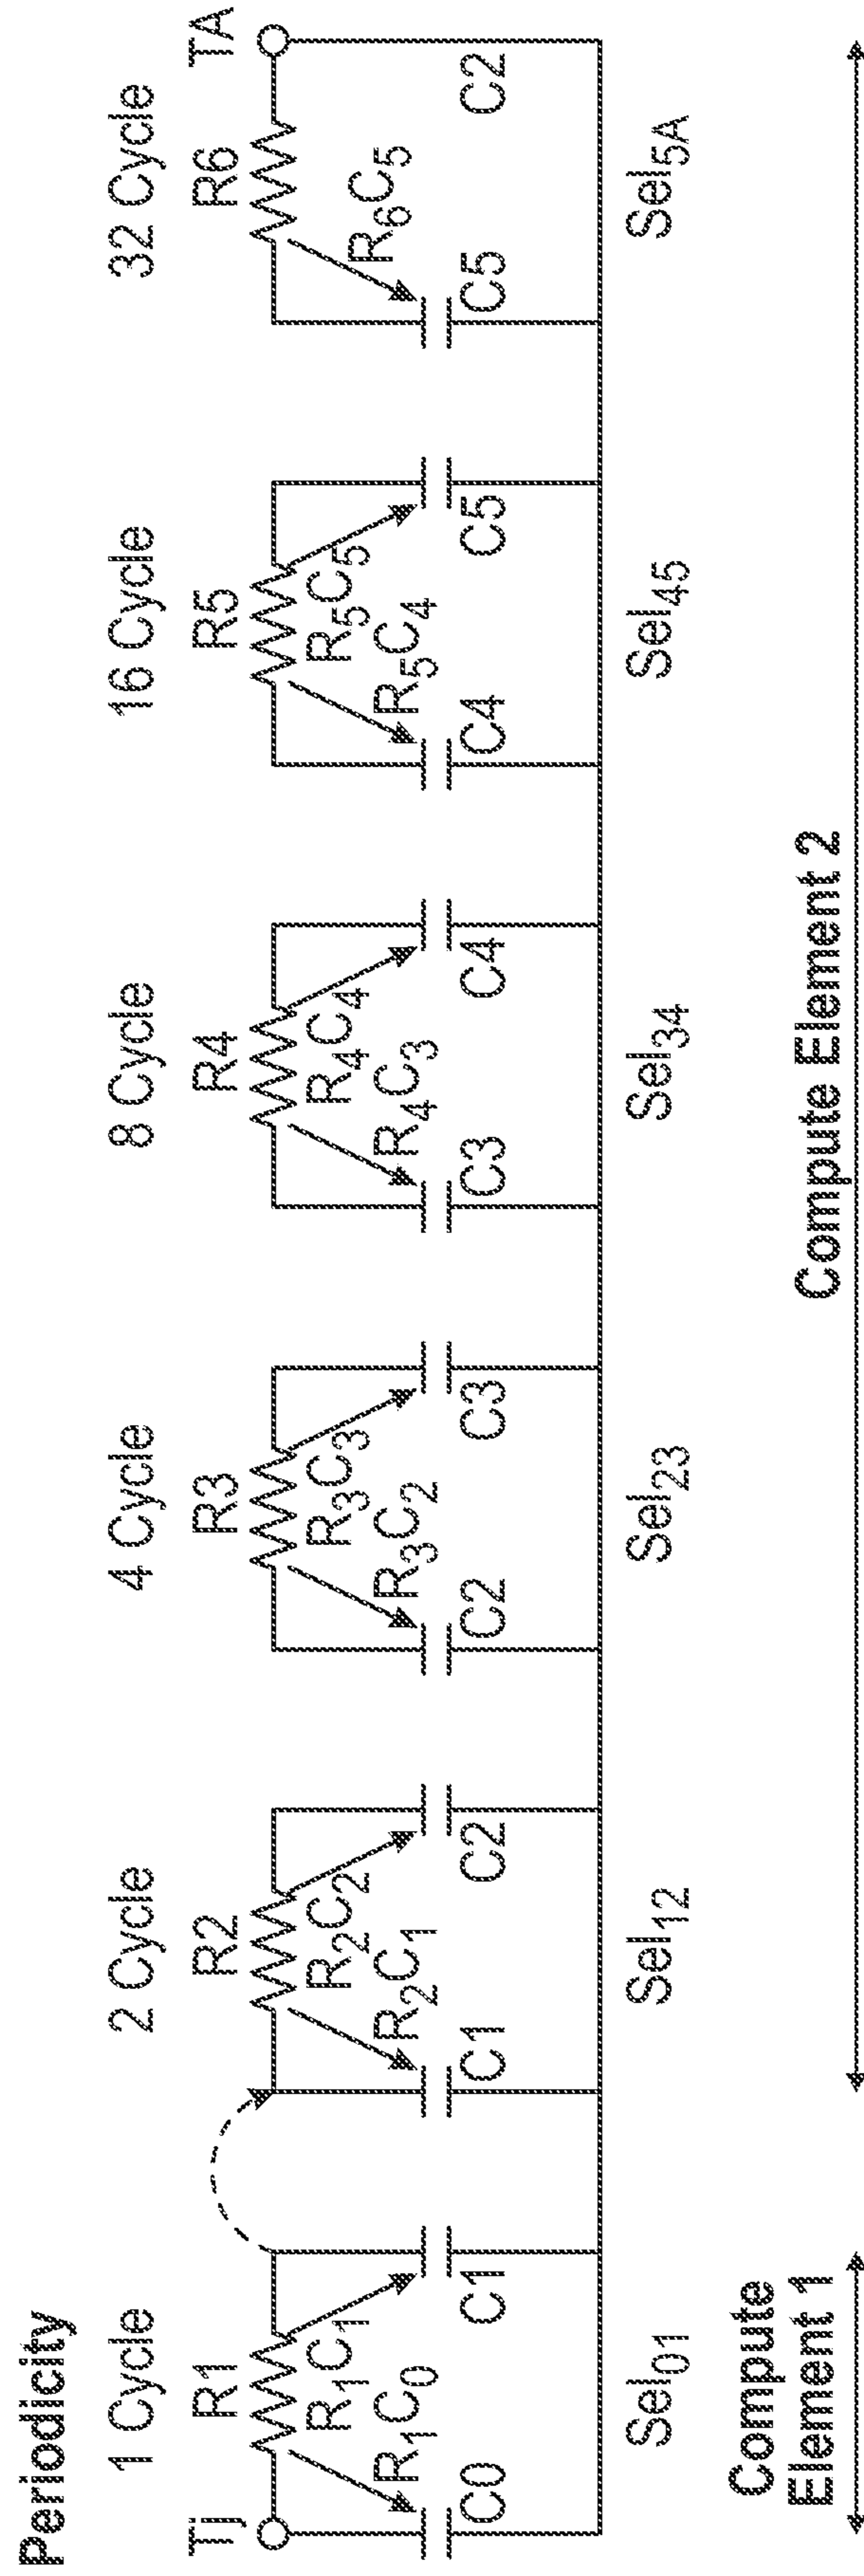 Periodicity
1 Cycle 2 Cycle 4 Cycle 8 Cycle 16 Cycle 32 Cycle
Tj R1 R2 R3 R4 R5 R6 TA
R₁C₁ R₂C₂ R₃C₃ R₄C₄ R₅C₅ R₆C₅
R₁C₀ R₂C₁ R₃C₂ R₄C₃ R₅C₄
C0 C1 C1 C2 C2 C3 C3 C4 C4 C5 C5 C2
Sel₀₁ Sel₁₂ Sel₂₃ Sel₃₄ Sel₄₅ Sel₅A
Compute
Element 1
Compute Element 2